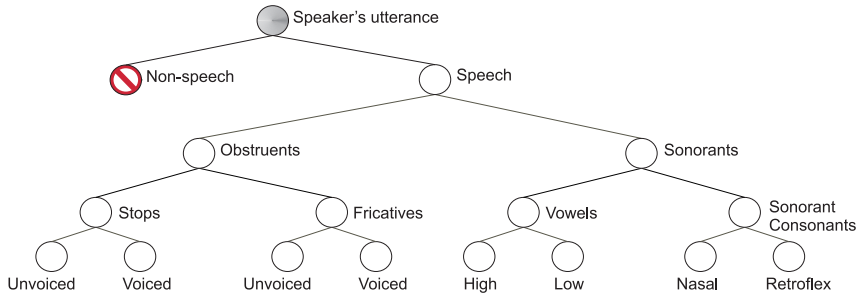 Speaker's utterance
Non-speech
Speech
Obstruents
Sonorants
Stops
Fricatives
Vowels
Sonorant
Consonants
Unvoiced
Voiced
Unvoiced
Voiced
High
Low
Nasal
Retroflex